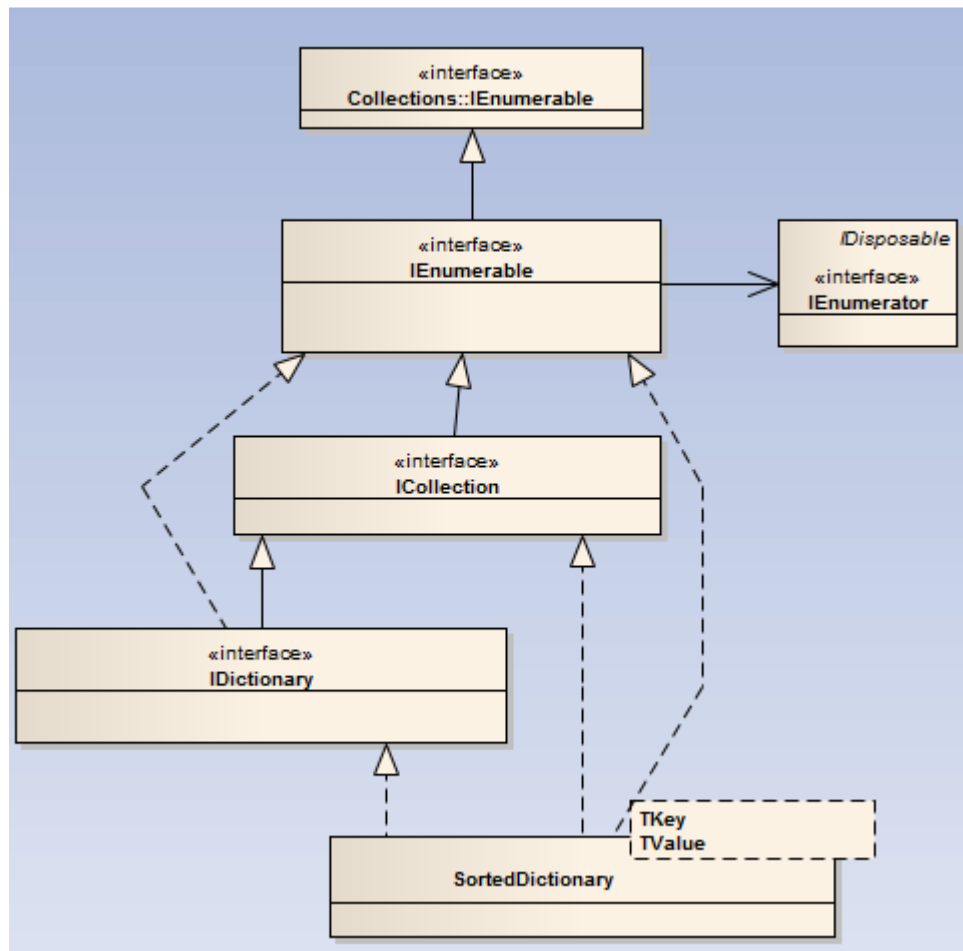 «interface»
Collections::IEnumerable
«interface»
IEnumerable
IDisposable
«interface»
IEnumerator
«interface»
ICollection
«interface»
IDictionary
TKey
TValue
SortedDictionary